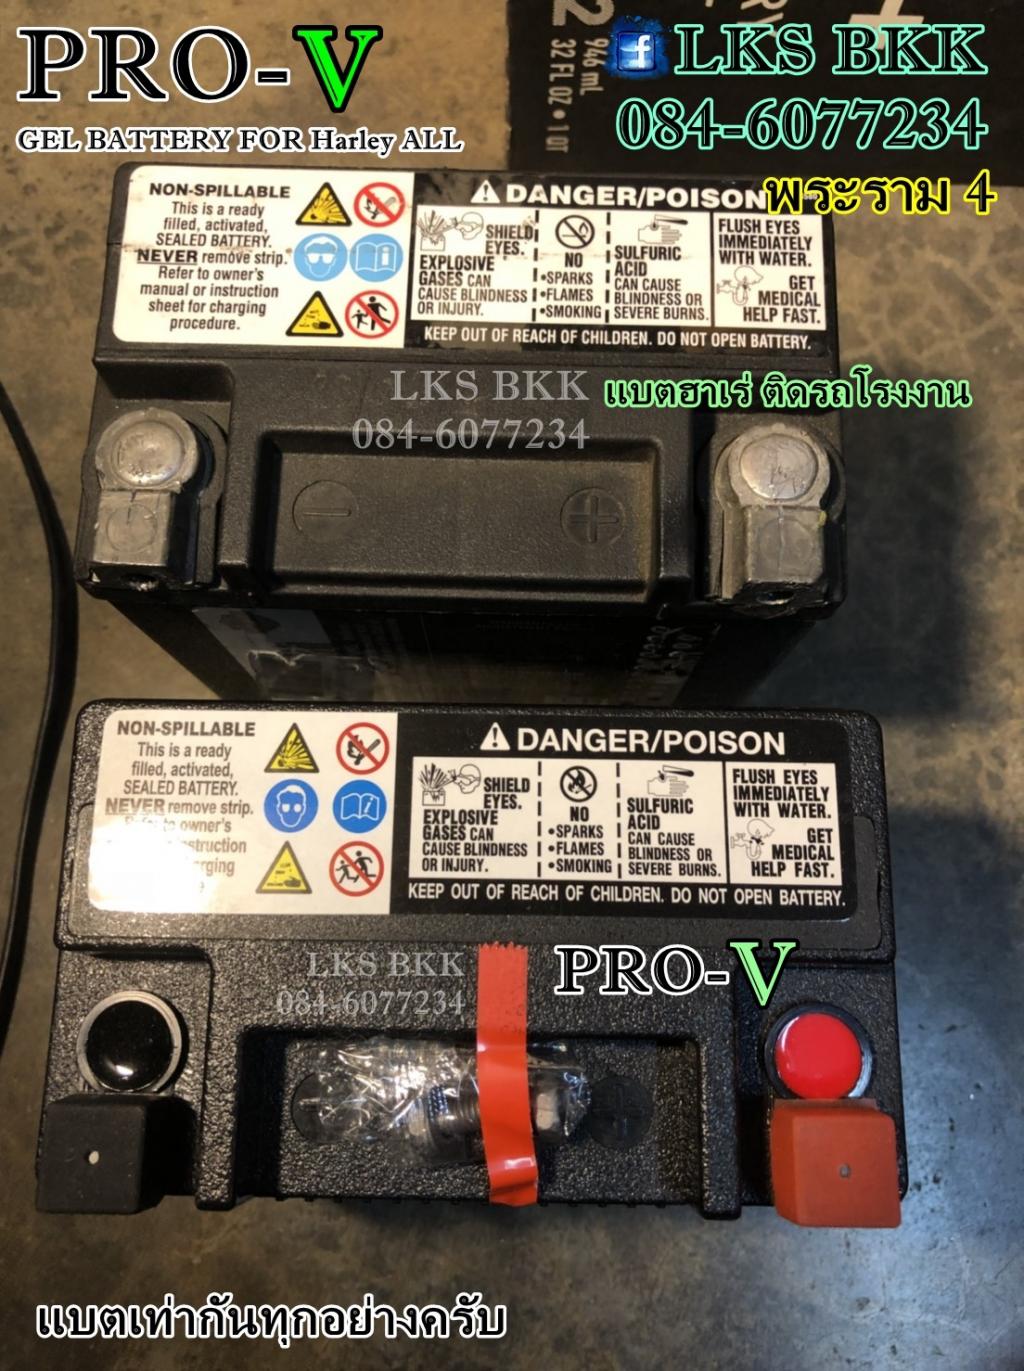 PRO-V
GEL BATTERY FOR Harley ALL
LKS BKK
084-6077234
พระราม 4
2
946 mL
32 FL OZ • 1 QT
NON-SPILLABLE
This is a ready
filled, activated,
SEALED BATTERY.
NEVER remove strip.
Refer to owner's
manual or instruction
sheet for charging
procedure.
DANGER/POISON
SHIELD
EYES.
EXPLOSIVE
GASES CAN
CAUSE BLINDNESS
OR INJURY.
NO
•SPARKS
•FLAMES
•SMOKING
SULFURIC
ACID
CAN CAUSE
BLINDNESS OR
SEVERE BURNS.
FLUSH EYES
IMMEDIATELY
WITH WATER.
GET
MEDICAL
HELP FAST.
KEEP OUT OF REACH OF CHILDREN. DO NOT OPEN BATTERY.
LKS BKK
084-6077234
แบตฮาเร่ ติดรถโรงงาน
NON-SPILLABLE
This is a ready
filled, activated,
SEALED BATTERY.
NEVER remove strip.
owner's
charging
DANGER/POISON
SHIELD
EYES.
EXPLOSIVE
GASES CAN
CAUSE BLINDNESS
OR INJURY.
NO
•SPARKS
•FLAMES
•SMOKING
SULFURIC
ACID
CAN CAUSE
BLINDNESS OR
SEVERE BURNS.
FLUSH EYES
IMMEDIATELY
WITH WATER.
GET
MEDICAL
HELP FAST.
KEEP OUT OF REACH OF CHILDREN. DO NOT OPEN BATTERY.
LKS BKK
084-6077234
PRO-V
แบตเท่ากันทุกอย่างครับ